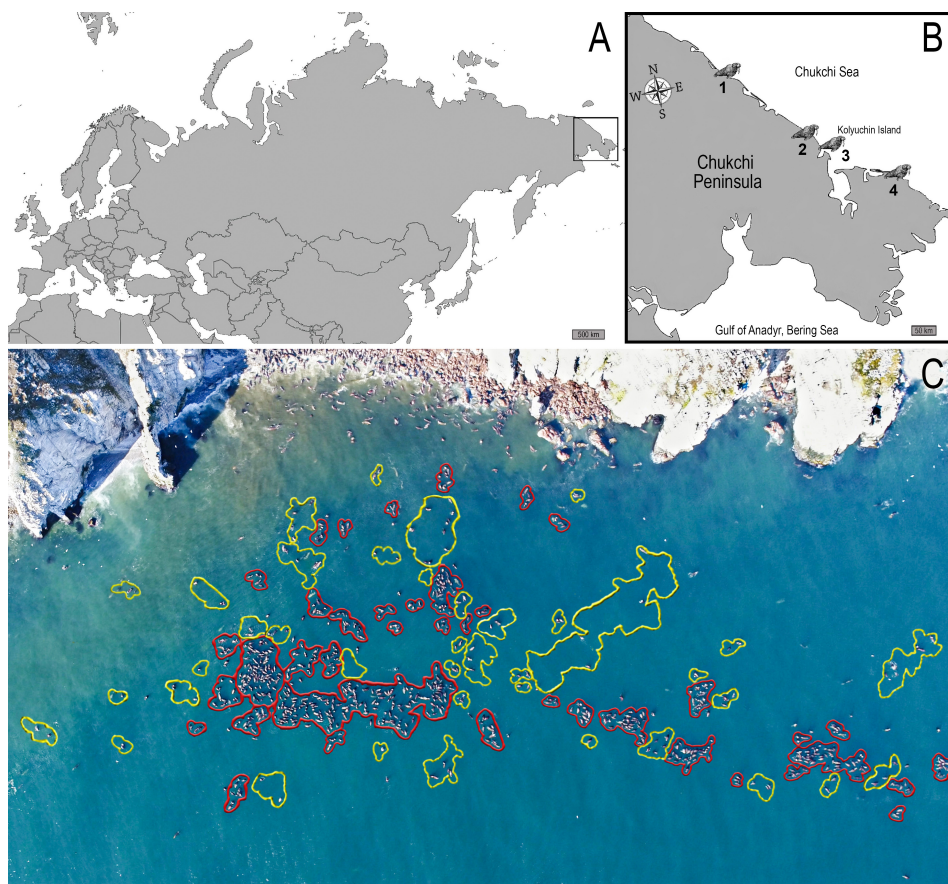 A
500 km
B
Chukchi Sea
N
W E
S
1
2
Kolyuchin Island
3
4
Chukchi
Peninsula
Gulf of Anadyr, Bering Sea
50 km
C